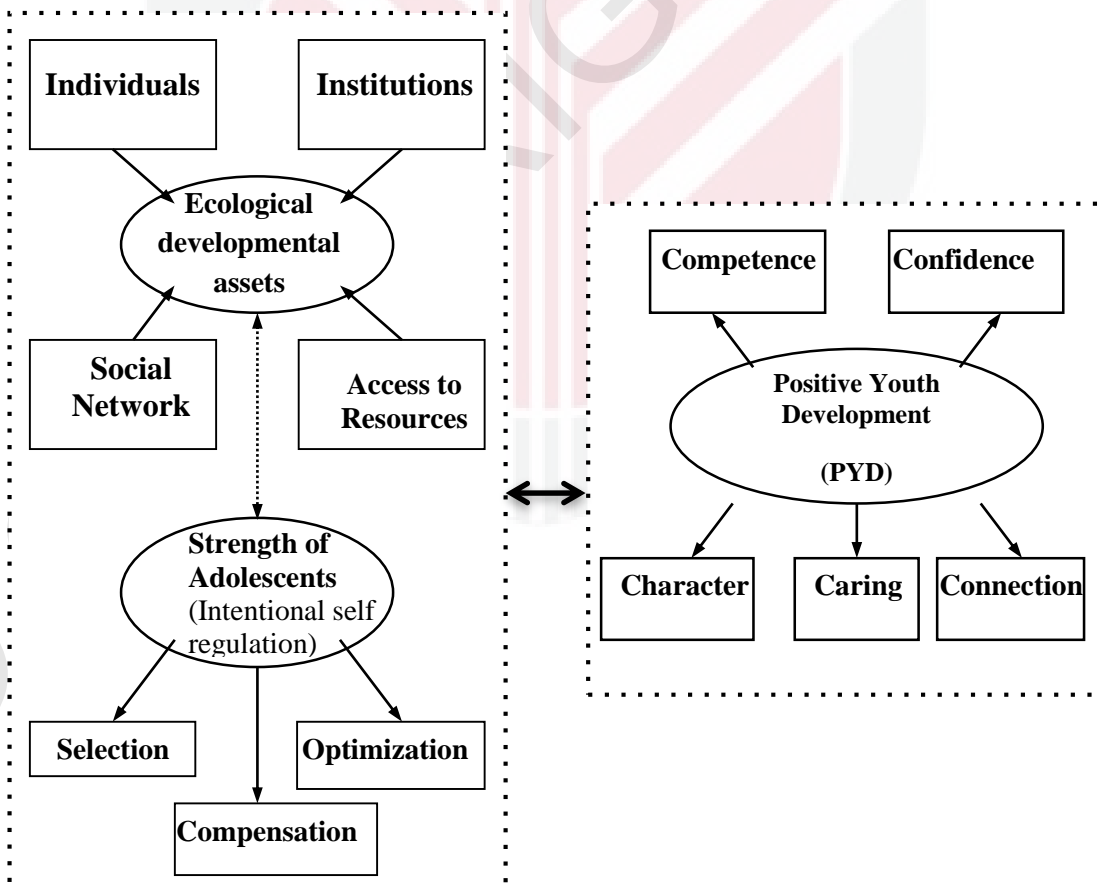 Individuals
Institutions
Ecological
developmental
assets
Social
Network
Access to
Resources
Strength of
Adolescents
(Intentional self
regulation)
Selection
Optimization
Compensation
Competence
Confidence
Positive Youth
Development
(PYD)
Character
Caring
Connection